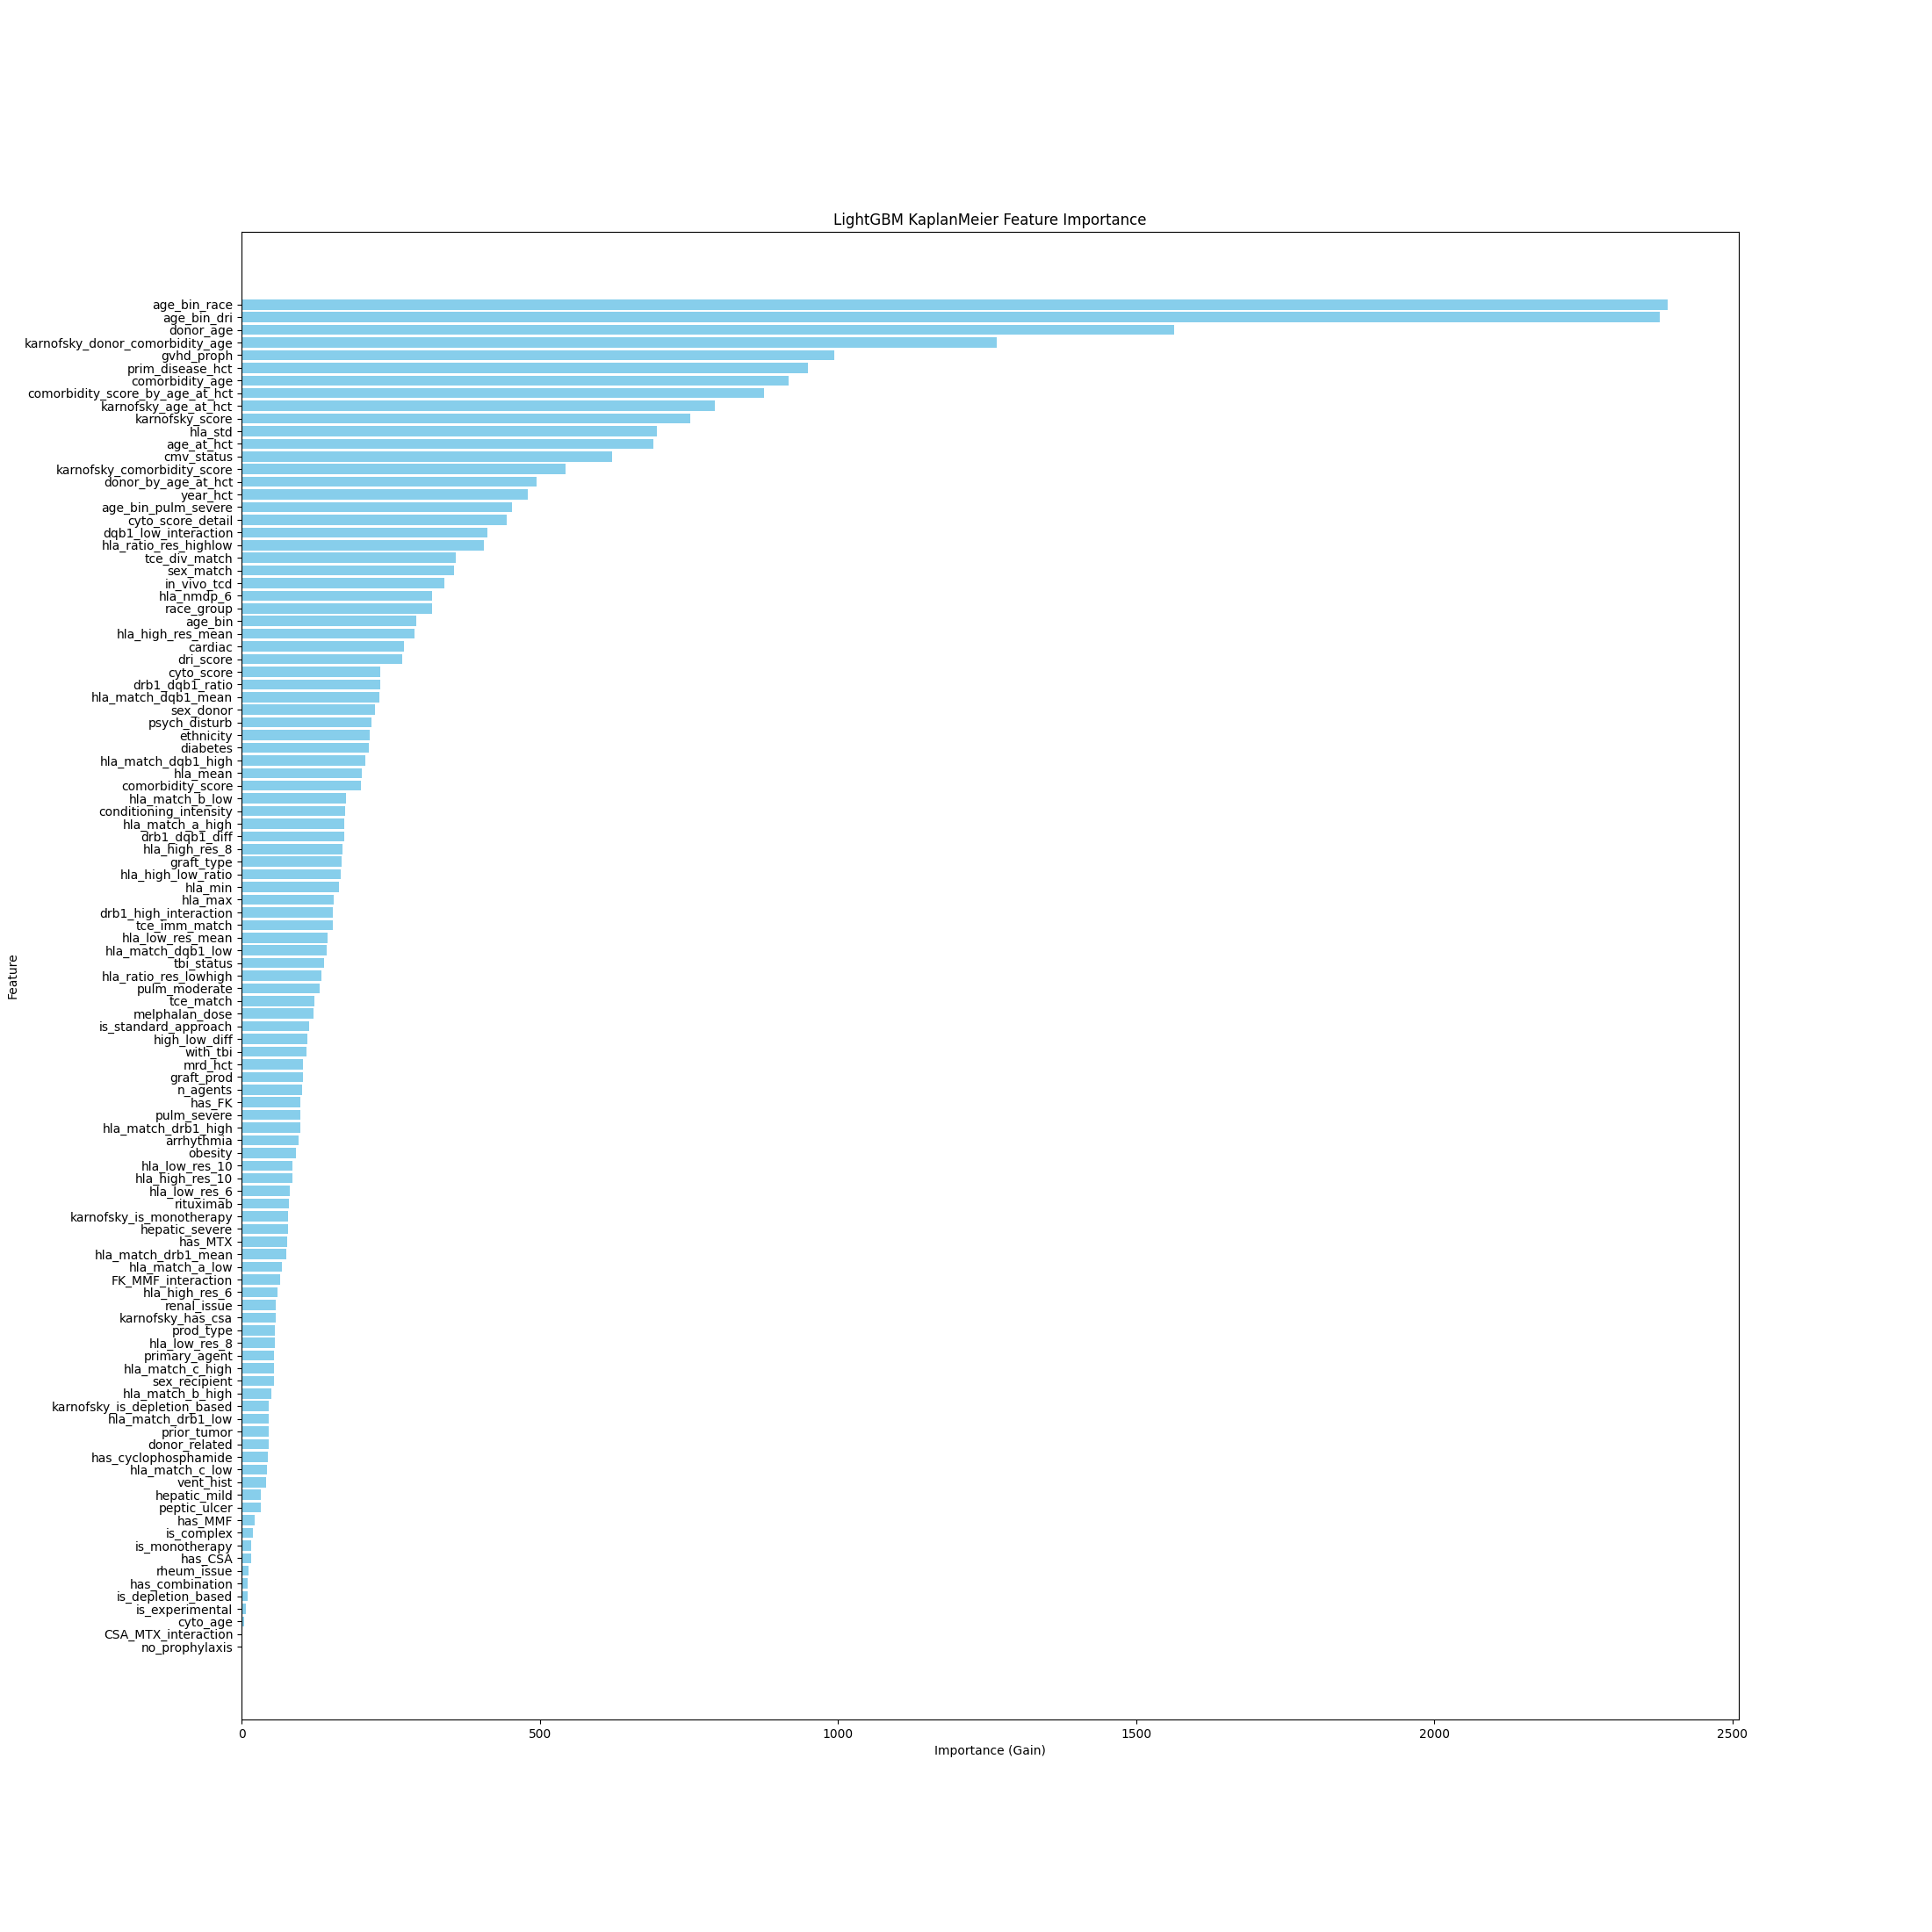 LightGBM KaplanMeier Feature Importance
age_bin_race
age_bin_dri
donor_age
karnofsky_donor_comorbidity_age
gvhd_proph
prim_disease_hct
comorbidity_age
comorbidity_score_by_age_at_hct
karnofsky_age_at_hct
karnofsky_score
hla_std
age_at_hct
cmv_status
karnofsky_comorbidity_score
donor_by_age_at_hct
year_hct
age_bin_pulm_severe
cyto_score_detail
dqb1_low_interaction
hla_ratio_res_highlow
tce_div_match
sex_match
in_vivo_tcd
hla_nmdp_6
race_group
age_bin
hla_high_res_mean
cardiac
dri_score
cyto_score
drb1_dqb1_ratio
hla_match_dqb1_mean
sex_donor
psych_disturb
ethnicity
diabetes
hla_match_dqb1_high
hla_mean
comorbidity_score
hla_match_b_low
conditioning_intensity
hla_match_a_high
drb1_dqb1_diff
hla_high_res_8
graft_type
hla_high_low_ratio
hla_min
hla_max
drb1_high_interaction
tce_imm_match
hla_low_res_mean
hla_match_dqb1_low
tbi_status
hla_ratio_res_lowhigh
pulm_moderate
tce_match
melphalan_dose
is_standard_approach
high_low_diff
with_tbi
mrd_hct
graft_prod
n_agents
has_FK
pulm_severe
hla_match_drb1_high
arrhythmia
obesity
hla_low_res_10
hla_high_res_10
hla_low_res_6
rituximab
karnofsky_is_monotherapy
hepatic_severe
has_MTX
hla_match_drb1_mean
hla_match_a_low
FK_MMF_interaction
hla_high_res_6
renal_issue
karnofsky_has_csa
prod_type
hla_low_res_8
primary_agent
hla_match_c_high
sex_recipient
hla_match_b_high
karnofsky_is_depletion_based
hla_match_drb1_low
prior_tumor
donor_related
has_cyclophosphamide
hla_match_c_low
vent_hist
hepatic_mild
peptic_ulcer
has_MMF
is_complex
is_monotherapy
has_CSA
rheum_issue
has_combination
is_depletion_based
is_experimental
cyto_age
CSA_MTX_interaction
no_prophylaxis
Feature
0 500 1000 1500 2000 2500
Importance (Gain)